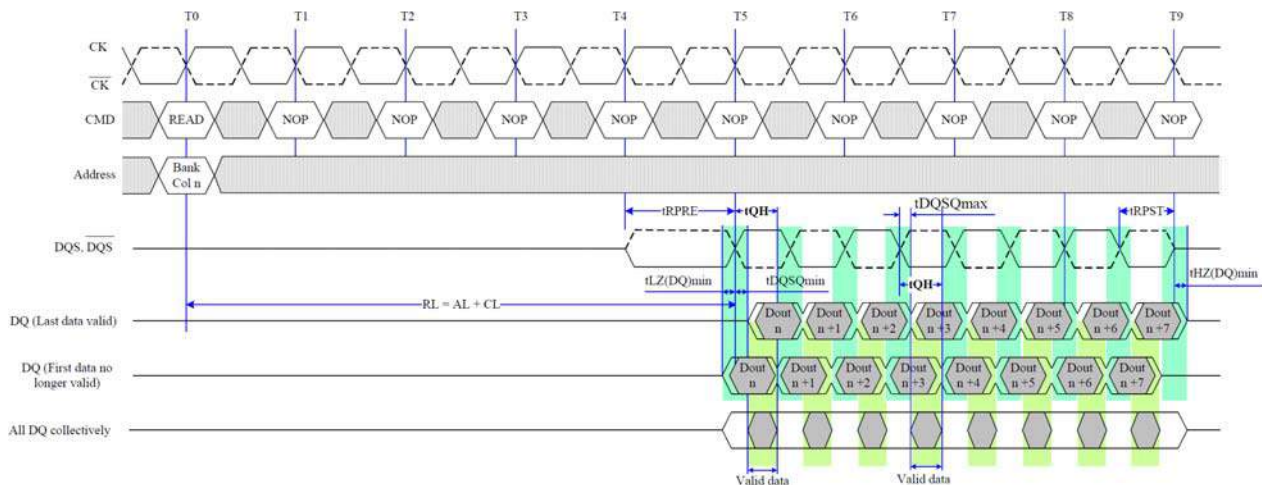 T0 T1 T2 T3 T4 T5 T6 T7 T8 T9
CK
CK
CMD READ NOP NOP NOP NOP NOP NOP NOP NOP NOP
Address Bank
Col n
tRPRE tQH tDQSQmax tRPST
DQS, DQS
tLZ(DQ)min tDQSQmin tQH tHZ(DQ)min
RL = AL + CL
DQ (Last data valid) Dout Dout Dout Dout Dout Dout Dout Dout
n n +1 n +2 n +3 n +4 n +5 n +6 n +7
DQ (First data no Dout Dout Dout Dout Dout Dout Dout Dout
longer valid) n n +1 n +2 n +3 n +4 n +5 n +6 n +7
All DQ collectively
Valid data Valid data